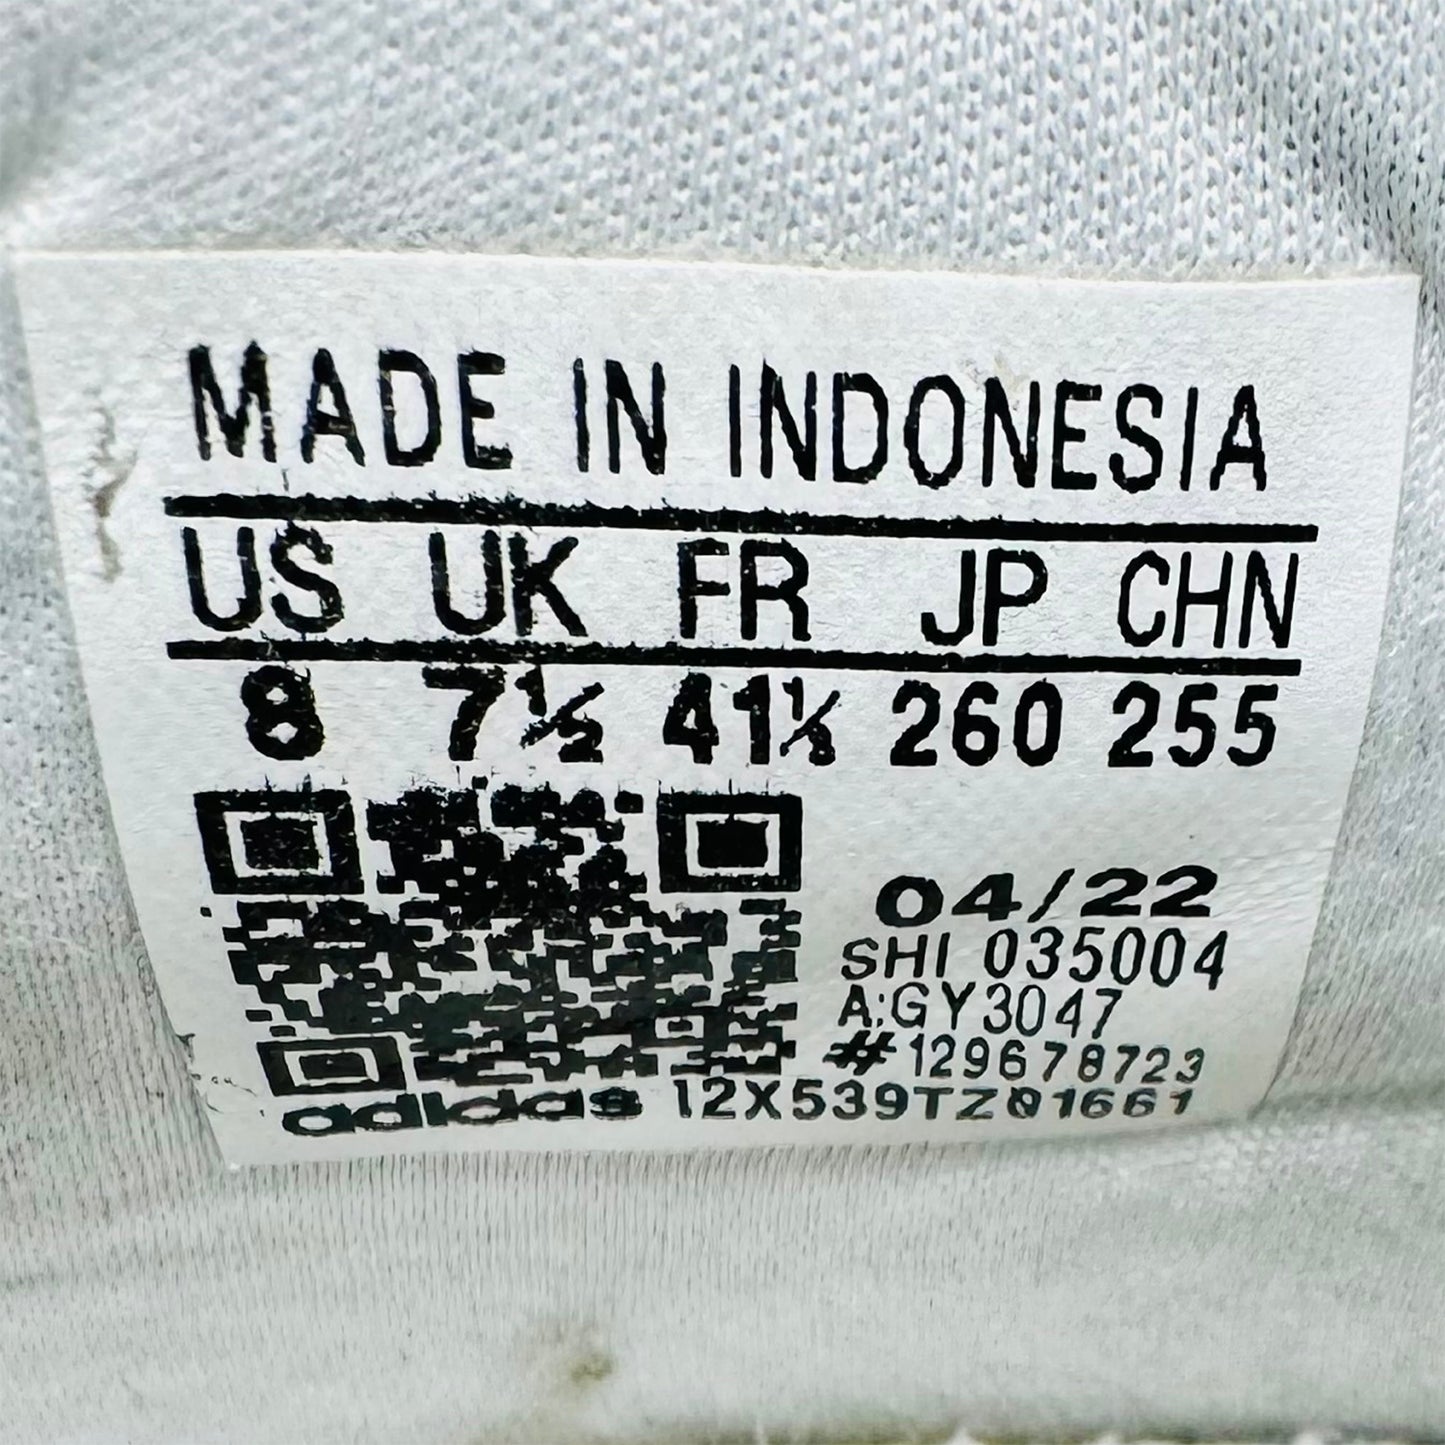 MADE IN INDONESIA
US UK FR JP CHN
8 7½ 41⅓ 260 255
04/22
SHI 035004
A:GY3047
#129678723
adidas 12X539TZ01661